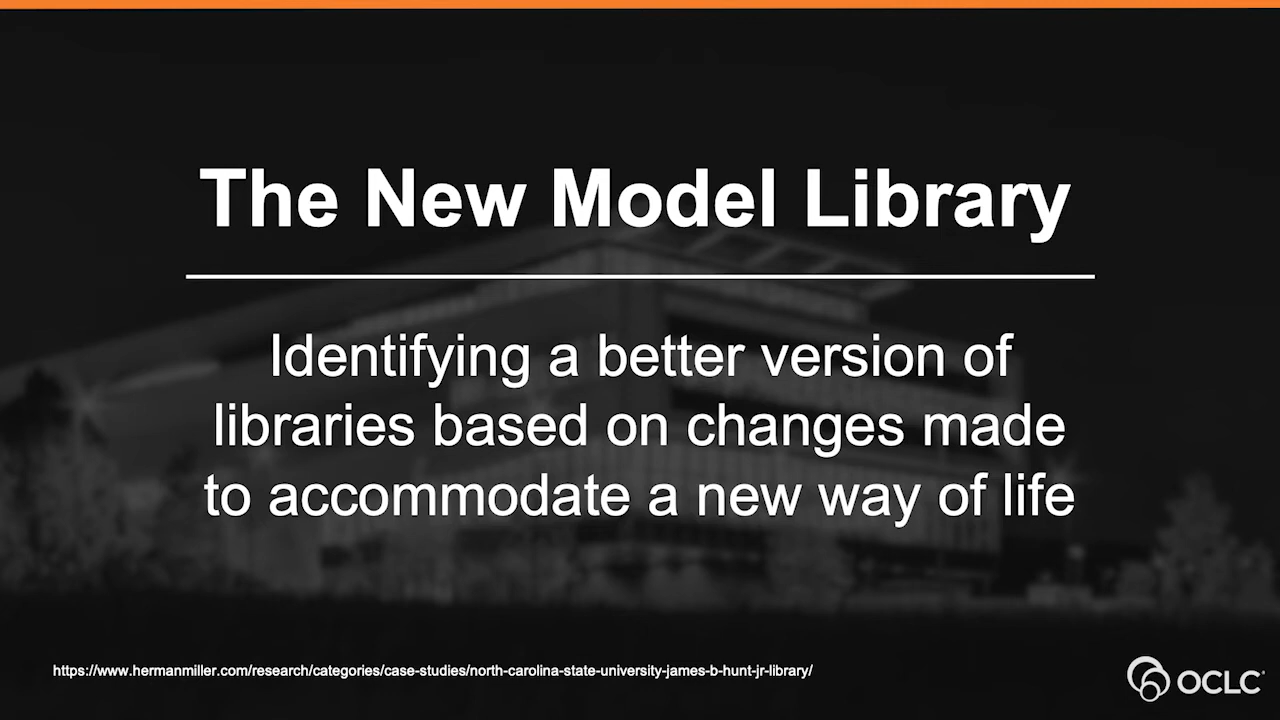 The New Model Library
Identifying a better version of
libraries based on changes made
to accommodate a new way of life
https://www.hermanmiller.com/research/categories/case-studies/north-carolina-state-university-james-b-hunt-jr-library/
OCLC